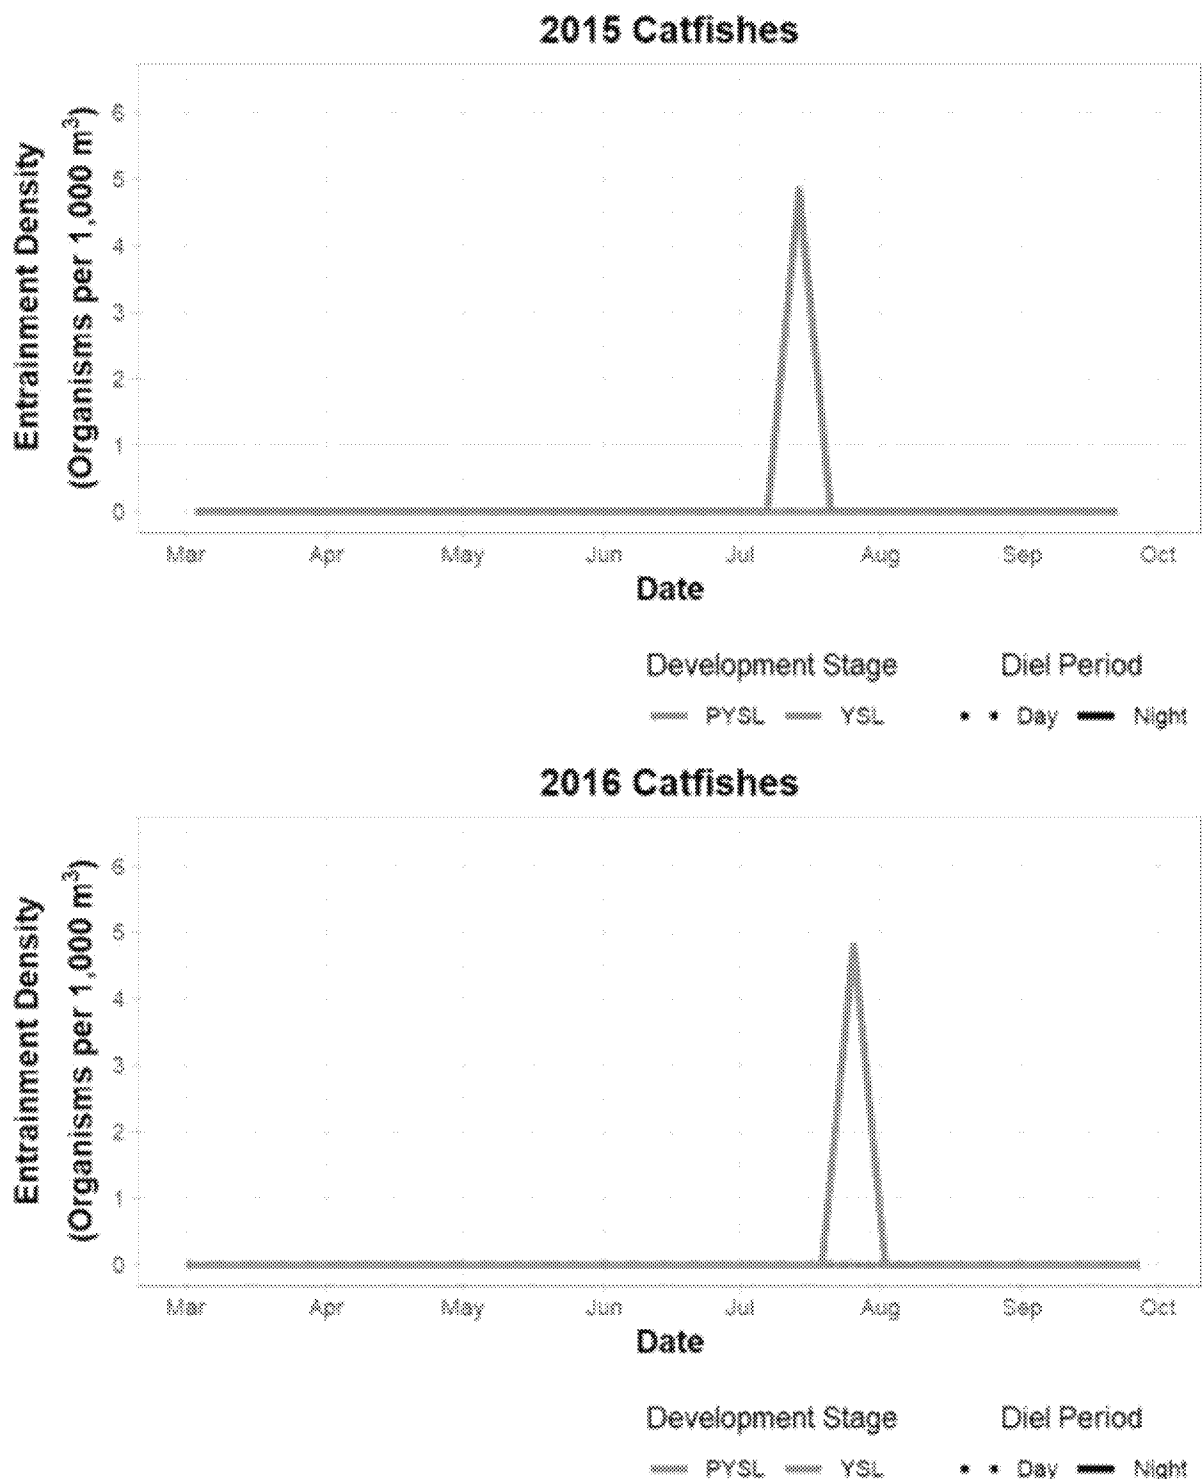 2015 Catfishes
Entrainment Density
(Organisms per 1,000 m³)
6
5
4
3
2
1
0
Mar Apr May Jun Jul Aug Sep Oct
Date
Development Stage Diel Period
PYSL YSL Day Night
2016 Catfishes
Entrainment Density
(Organisms per 1,000 m³)
6
5
4
3
2
1
0
Mar Apr May Jun Jul Aug Sep Oct
Date
Development Stage Diel Period
PYSL YSL Day Night